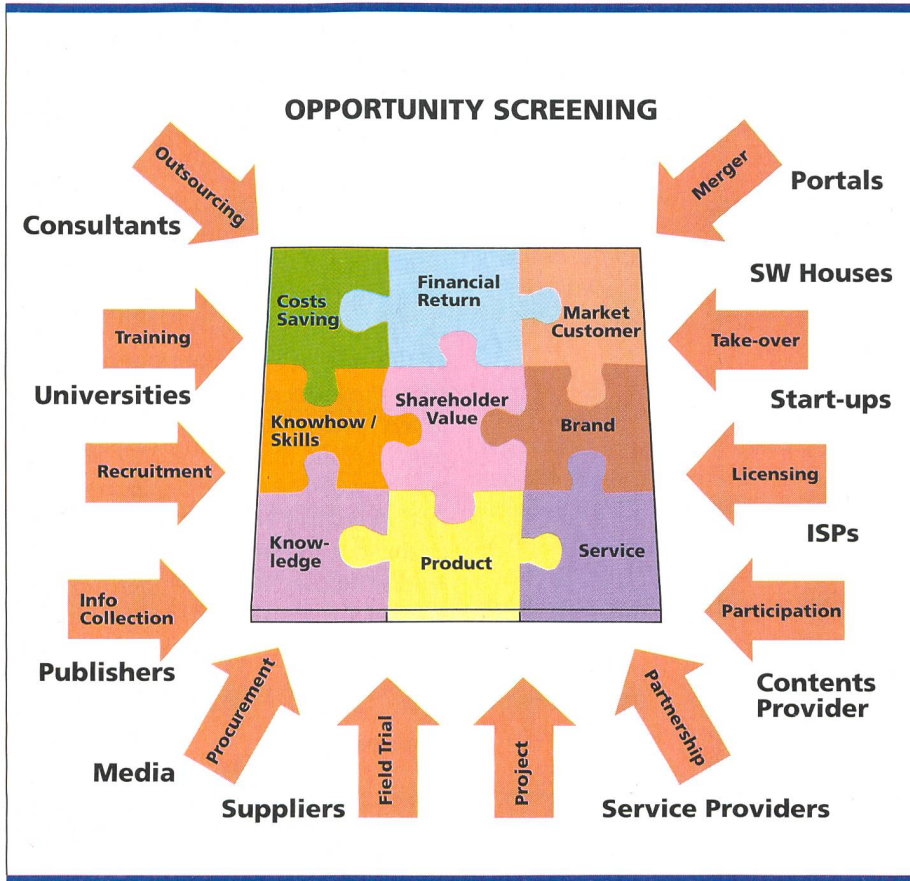 OPPORTUNITY SCREENING
Outsourcing
Merger
Portals
Consultants
SW Houses
Costs
Saving
Financial
Return
Market
Customer
Training
Take-over
Universities
Start-ups
Knowhow /
Skills
Shareholder
Value
Brand
Recruitment
Licensing
ISPs
Know-
ledge
Product
Service
Info
Collection
Participation
Publishers
Contents
Provider
Procurement
Partnership
Media
Field Trial
Project
Suppliers
Service Providers